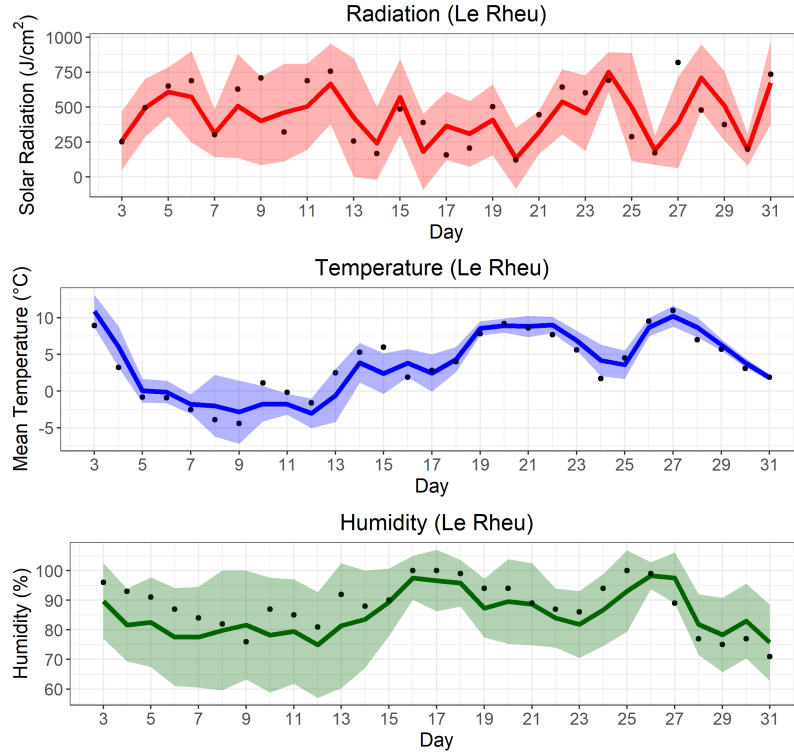 Radiation (Le Rheu)
Solar Radiation (J/cm²)
1000
750
500
250
0
3 5 7 9 11 13 15 17 19 21 23 25 27 29 31
Day
Temperature (Le Rheu)
Mean Temperature (°C)
10
5
0
-5
3 5 7 9 11 13 15 17 19 21 23 25 27 29 31
Day
Humidity (Le Rheu)
Humidity (%)
100
90
80
70
60
3 5 7 9 11 13 15 17 19 21 23 25 27 29 31
Day